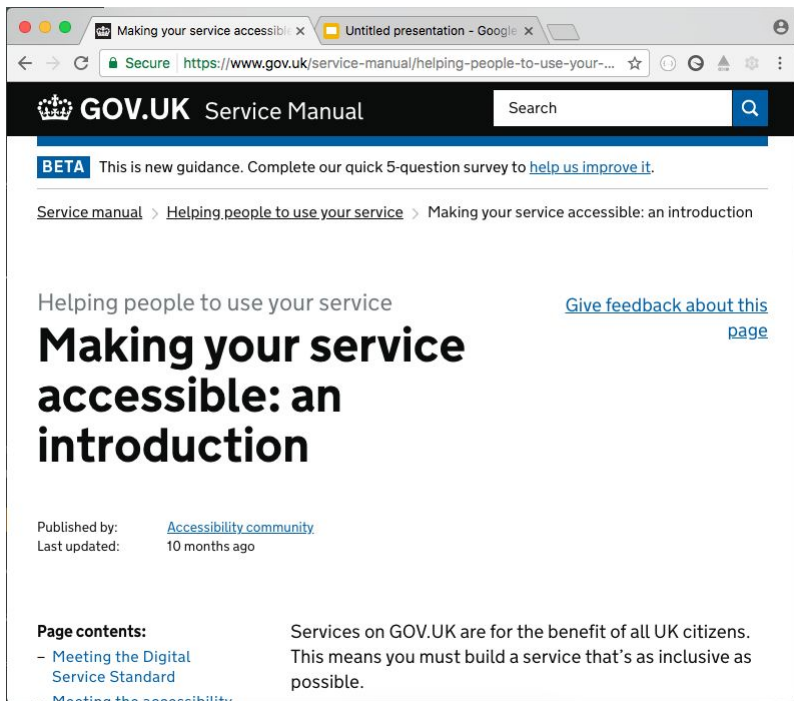 Making your service accessibl
Untitled presentation - Google
Secure https://www.gov.uk/service-manual/helping-people-to-use-your-...
GOV.UK Service Manual
Search
BETA This is new guidance. Complete our quick 5-question survey to help us improve it.
Service manual > Helping people to use your service > Making your service accessible: an introduction
Helping people to use your service
Give feedback about this
page
Making your service
accessible: an
introduction
Published by: Accessibility community
Last updated: 10 months ago
Page contents:
– Meeting the Digital
Service Standard
– Meeting the accessibility
Services on GOV.UK are for the benefit of all UK citizens.
This means you must build a service that's as inclusive as
possible.